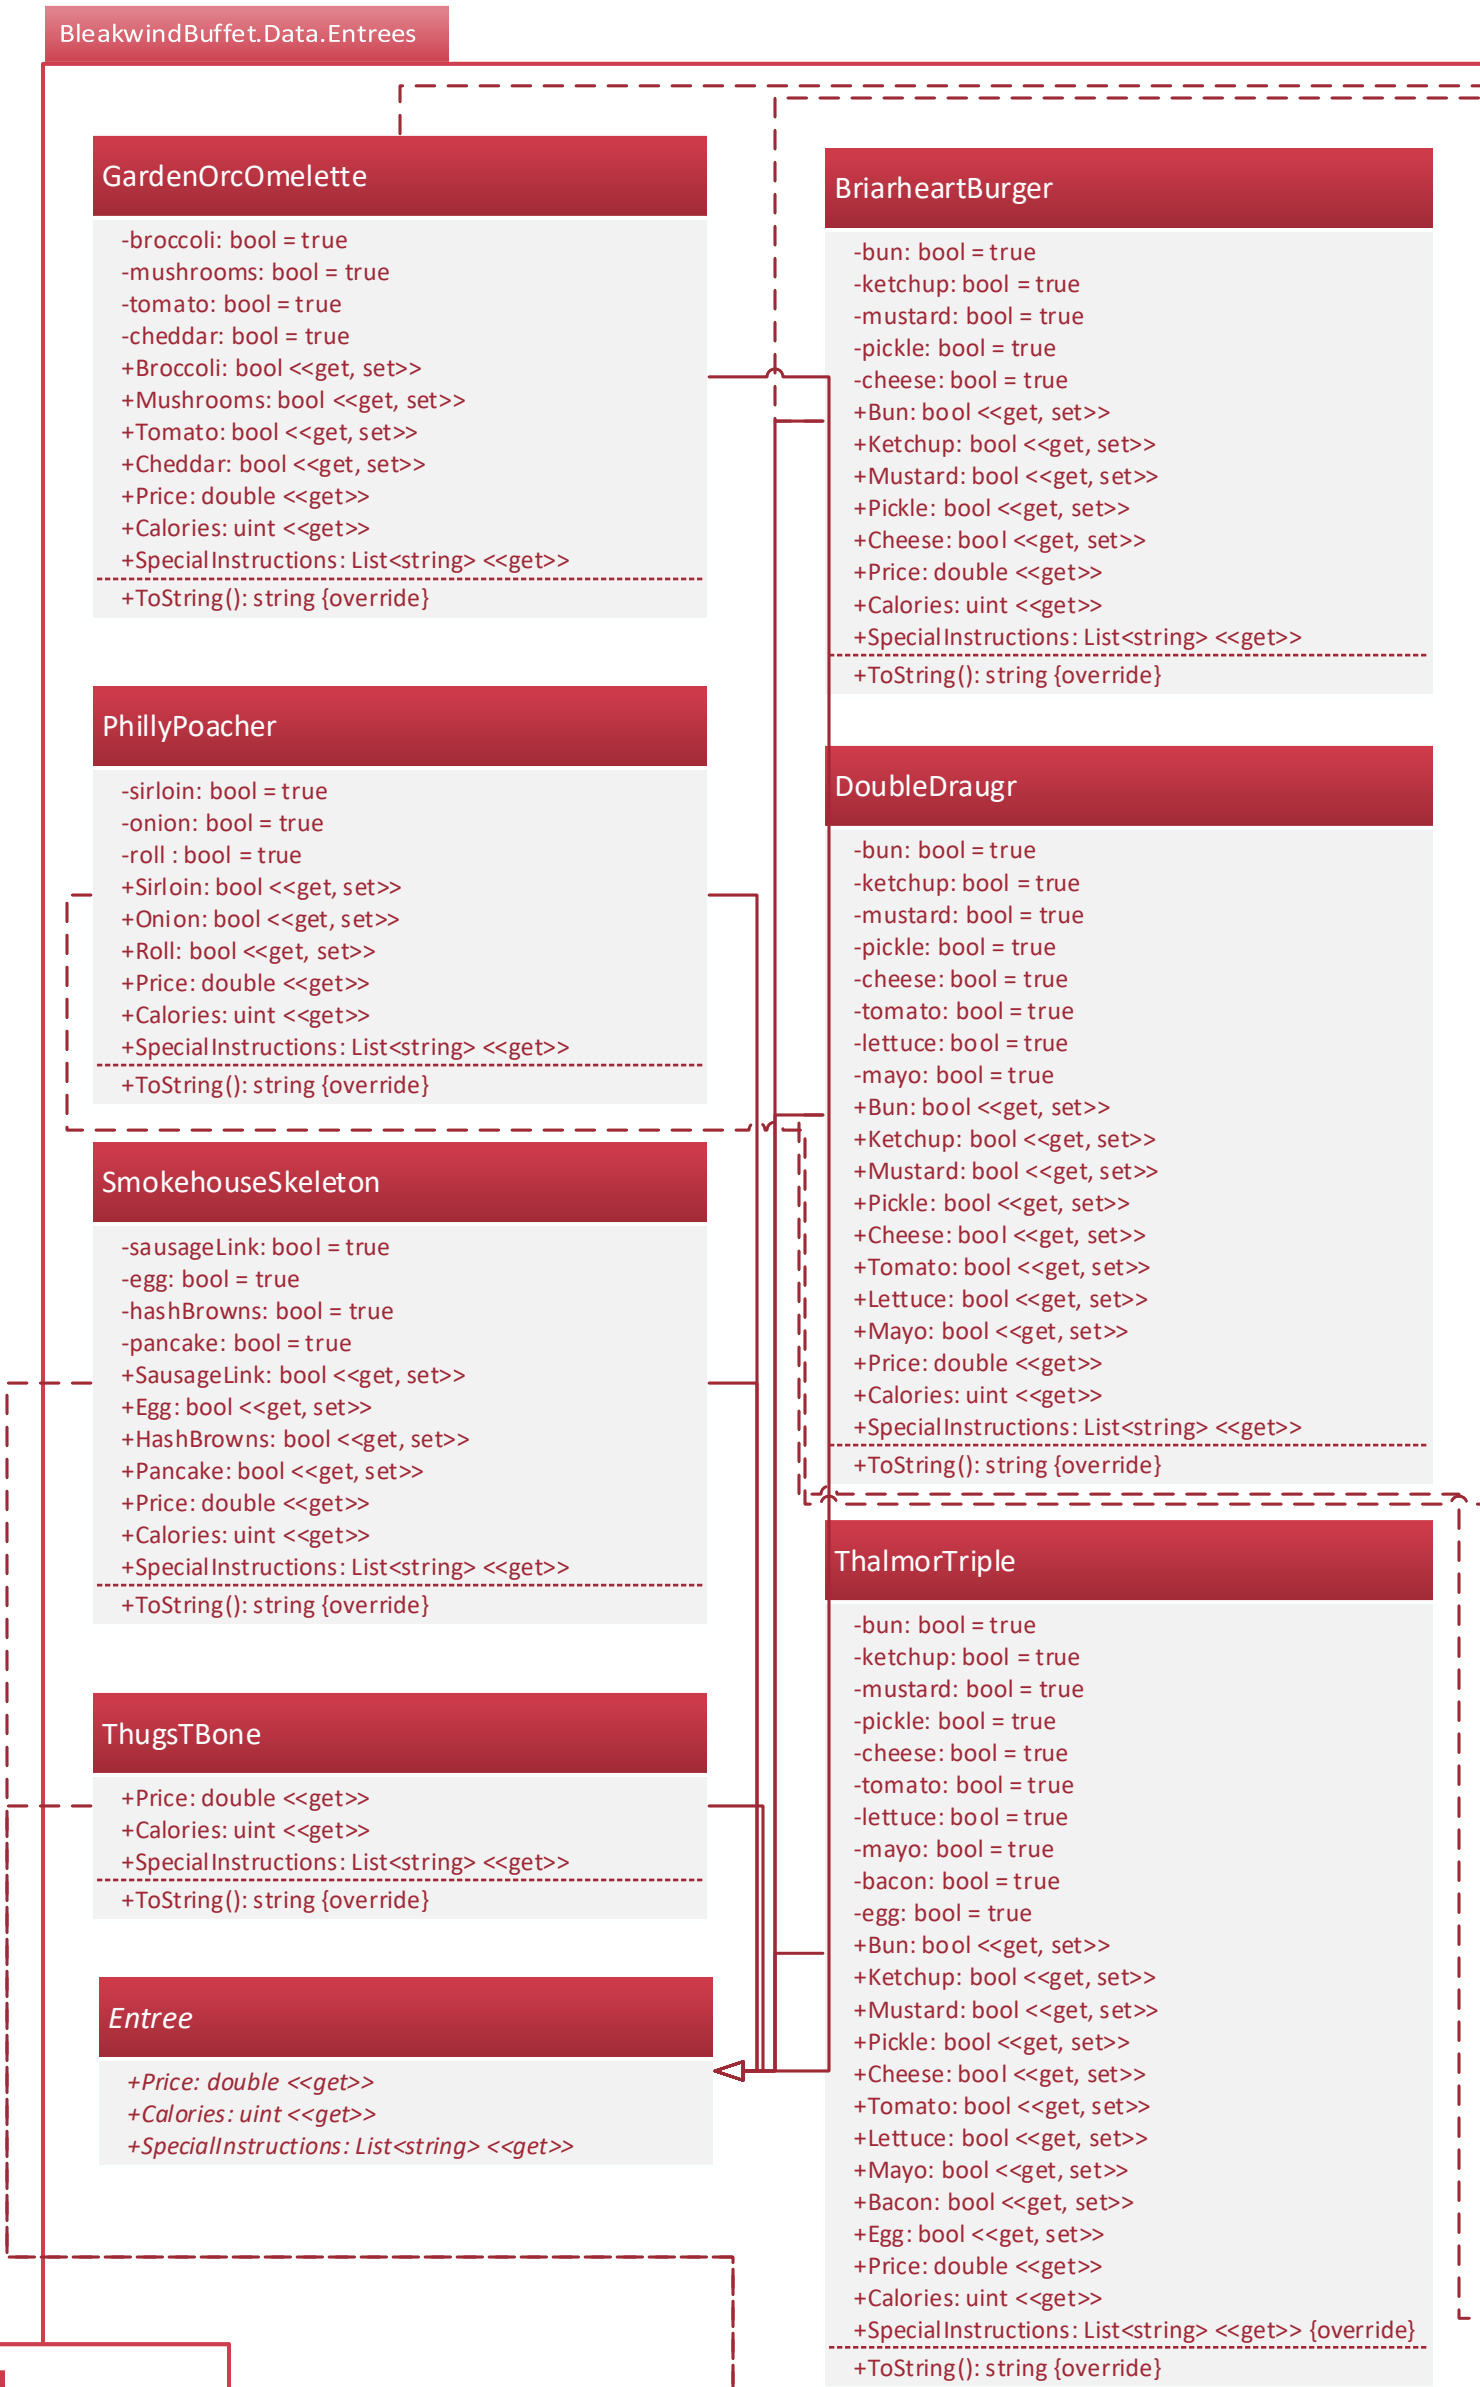 BleakwindBuffet.Data.Entrees
GardenOrcOmelette
-broccoli: bool = true
-mushrooms: bool = true
-tomato: bool = true
-cheddar: bool = true
+Broccoli: bool <<get, set>>
+Mushrooms: bool <<get, set>>
+Tomato: bool <<get, set>>
+Cheddar: bool <<get, set>>
+Price: double <<get>>
+Calories: uint <<get>>
+SpecialInstructions: List<string> <<get>>
+ToString(): string {override}
PhillyPoacher
-sirloin: bool = true
-onion: bool = true
-roll : bool = true
+Sirloin: bool <<get, set>>
+Onion: bool <<get, set>>
+Roll: bool <<get, set>>
+Price: double <<get>>
+Calories: uint <<get>>
+SpecialInstructions: List<string> <<get>>
+ToString(): string {override}
SmokehouseSkeleton
-sausageLink: bool = true
-egg: bool = true
-hashBrowns: bool = true
-pancake: bool = true
+SausageLink: bool <<get, set>>
+Egg: bool <<get, set>>
+HashBrowns: bool <<get, set>>
+Pancake: bool <<get, set>>
+Price: double <<get>>
+Calories: uint <<get>>
+SpecialInstructions: List<string> <<get>>
+ToString(): string {override}
ThugsTBone
+Price: double <<get>>
+Calories: uint <<get>>
+SpecialInstructions: List<string> <<get>>
+ToString(): string {override}
Entree
+Price: double <<get>>
+Calories: uint <<get>>
+SpecialInstructions: List<string> <<get>>
BriarheartBurger
-bun: bool = true
-ketchup: bool = true
-mustard: bool = true
-pickle: bool = true
-cheese: bool = true
+Bun: bool <<get, set>>
+Ketchup: bool <<get, set>>
+Mustard: bool <<get, set>>
+Pickle: bool <<get, set>>
+Cheese: bool <<get, set>>
+Price: double <<get>>
+Calories: uint <<get>>
+SpecialInstructions: List<string> <<get>>
+ToString(): string {override}
DoubleDraugr
-bun: bool = true
-ketchup: bool = true
-mustard: bool = true
-pickle: bool = true
-cheese: bool = true
-tomato: bool = true
-lettuce: bool = true
-mayo: bool = true
+Bun: bool <<get, set>>
+Ketchup: bool <<get, set>>
+Mustard: bool <<get, set>>
+Pickle: bool <<get, set>>
+Cheese: bool <<get, set>>
+Tomato: bool <<get, set>>
+Lettuce: bool <<get, set>>
+Mayo: bool <<get, set>>
+Price: double <<get>>
+Calories: uint <<get>>
+SpecialInstructions: List<string> <<get>>
+ToString(): string {override}
ThalmorTriple
-bun: bool = true
-ketchup: bool = true
-mustard: bool = true
-pickle: bool = true
-cheese: bool = true
-tomato: bool = true
-lettuce: bool = true
-mayo: bool = true
-bacon: bool = true
-egg: bool = true
+Bun: bool <<get, set>>
+Ketchup: bool <<get, set>>
+Mustard: bool <<get, set>>
+Pickle: bool <<get, set>>
+Cheese: bool <<get, set>>
+Tomato: bool <<get, set>>
+Lettuce: bool <<get, set>>
+Mayo: bool <<get, set>>
+Bacon: bool <<get, set>>
+Egg: bool <<get, set>>
+Price: double <<get>>
+Calories: uint <<get>>
+SpecialInstructions: List<string> <<get>> {override}
+ToString(): string {override}